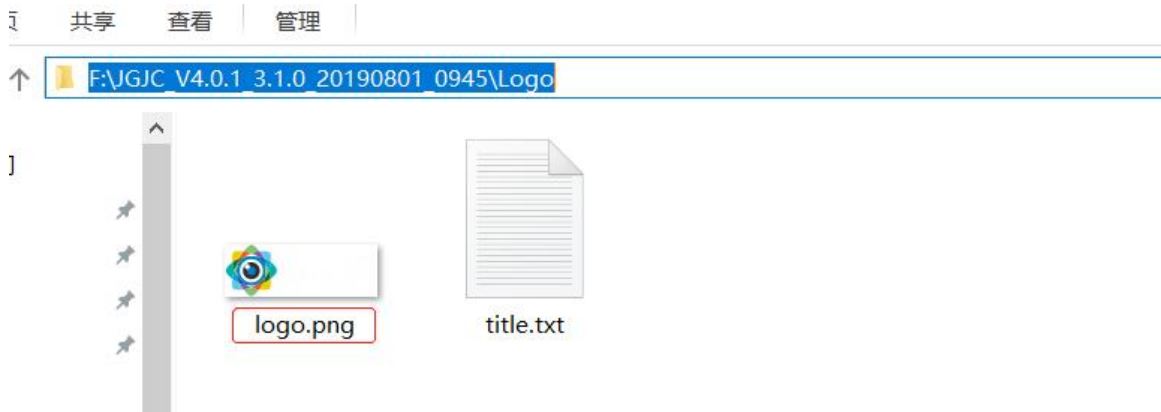 共享 查看 管理
F:\JGJC_V4.0.1_3.1.0_20190801_0945\Logo
logo.png title.txt